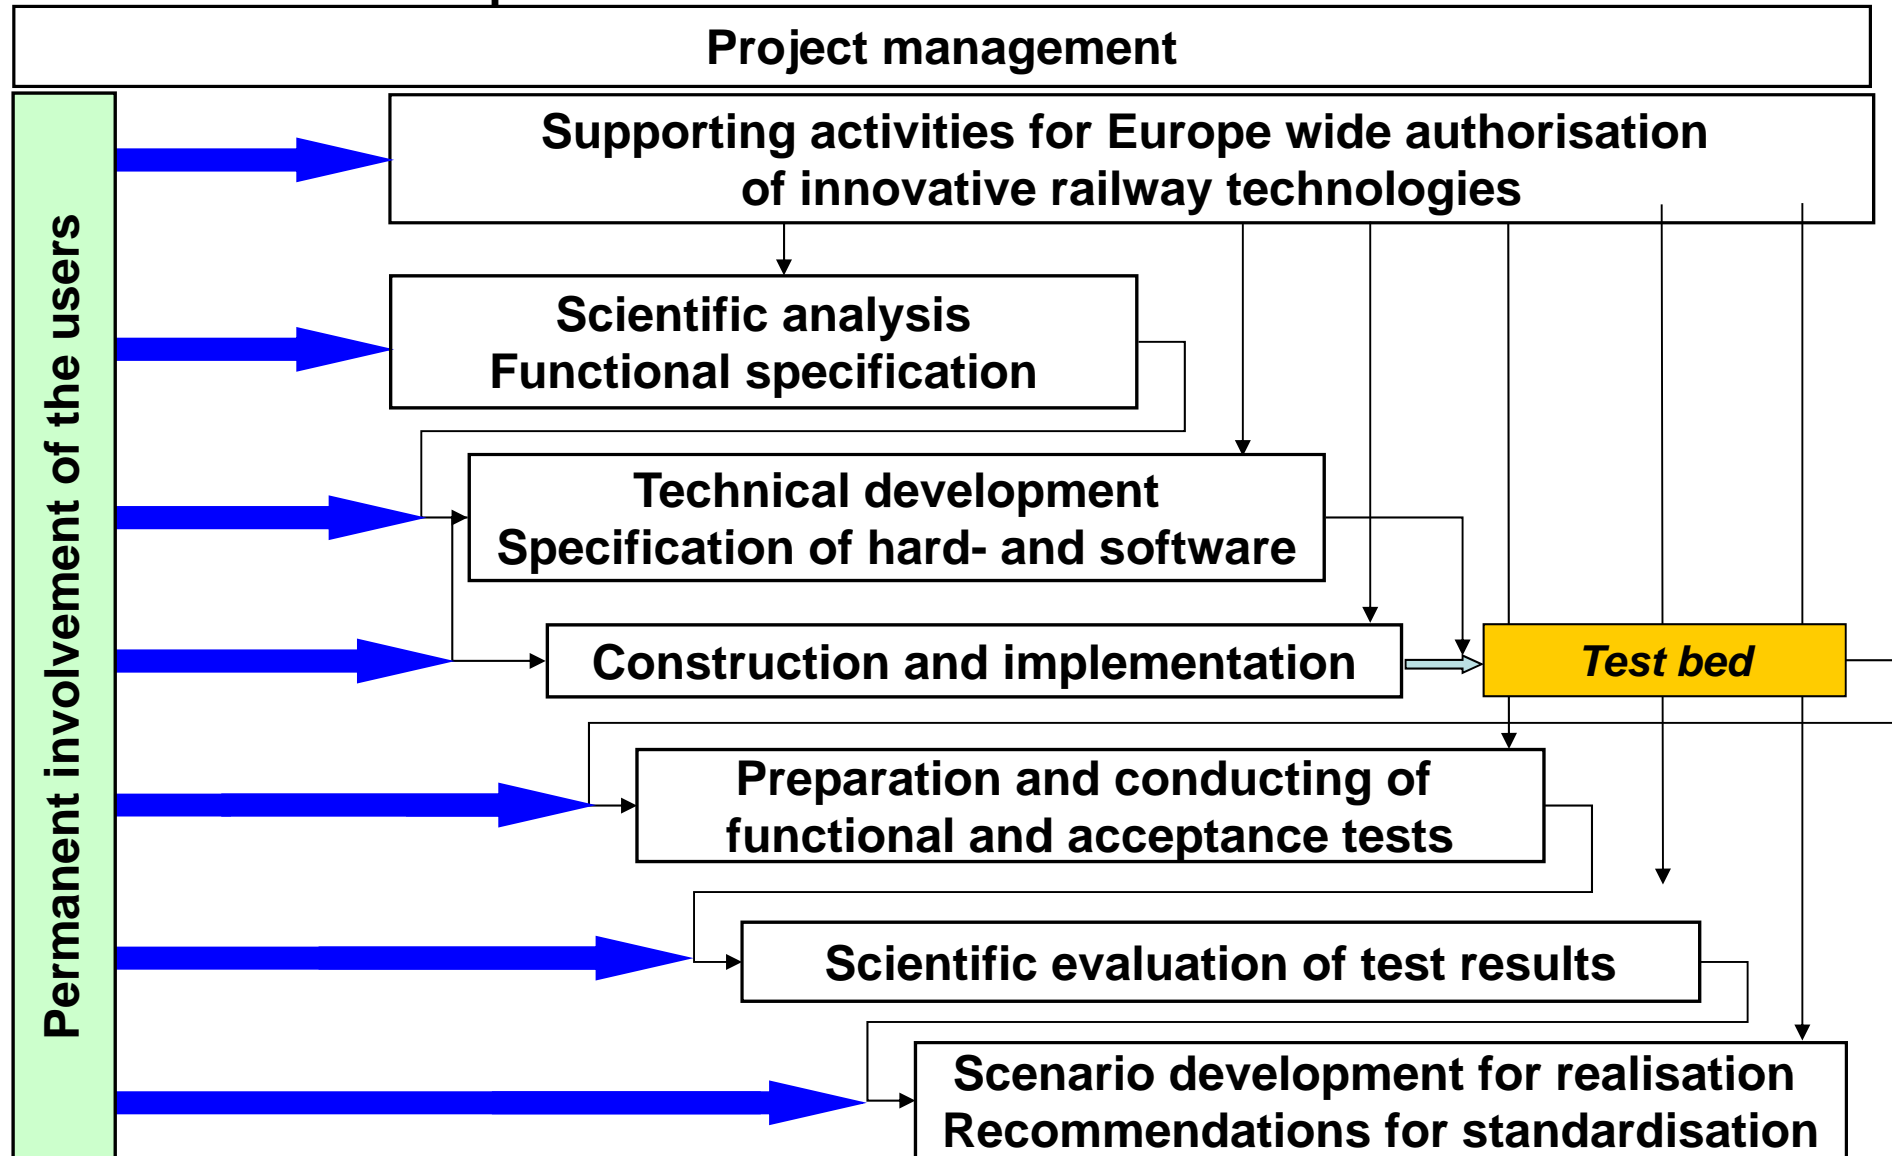 Project management
Permanent involvement of the users
Supporting activities for Europe wide authorisation
of innovative railway technologies
Scientific analysis
Functional specification
Technical development
Specification of hard- and software
Construction and implementation
Test bed
Preparation and conducting of
functional and acceptance tests
Scientific evaluation of test results
Scenario development for realisation
Recommendations for standardisation